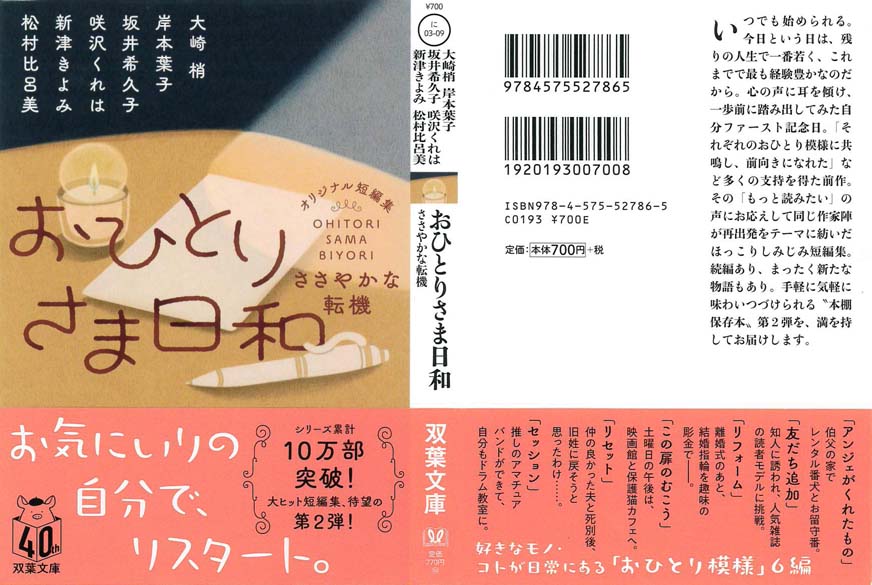 大崎 梢
岸本葉子
坂井希久子
咲沢くれは
新津きよみ
松村比呂美
オリジナル短編集
OHITORI
SAMA
BIYORI
おひとり
さま日和
ささやかな
転機
お気にいりの
自分で、
リスタート。
シリーズ累計
10万部
突破!
大ヒット短編集、待望の
第2弾!
40th
双葉文庫
¥700
に
03-09
大崎梢 岸本葉子
坂井希久子 咲沢くれは
新津きよみ 松村比呂美
おひとりさま日和
ささやかな転機
双葉文庫
定価
770円
⑩
9784575527865
1920193007008
ISBN978-4-575-52786-5
C0193 ¥700E
定価:本体700円+税
いつでも始められる。
今日という日は、残
りの人生で一番若く、これ
までで最も経験豊かなのだ
から。心の声に耳を傾け、
一歩前に踏み出してみた自
分ファースト記念日。「そ
れぞれのおひとり模様に共
鳴し、前向きになれた」な
ど多くの支持を得た前作。
その「もっと読みたい」の
声にお応えして同じ作家陣
が再出発をテーマに紡いだ
ほっこりしみじみ短編集。
続編あり、まったく新たな
物語もあり。手軽に気軽に
味わいつづけられる〝本棚
保存本〟第2弾を、満を持
してお届けします。
「アンジェがくれたもの」
伯父の家で
レンタル番犬とお留守番。
「友だち追加」
知人に誘われ、人気雑誌
の読者モデルに挑戦。
「リフォーム」
離婚式のあと、
結婚指輪を趣味の
彫金で――。
「この扉のむこう」
土曜日の午後は、
映画館と保護猫カフェへ。
「リセット」
仲の良かった夫と死別後、
旧姓に戻そうと
思ったわけ……。
「セッション」
推しのアマチュア
バンドができて、
自分もドラム教室に。
好きなモノ・
コトが日常にある「おひとり模様」6編